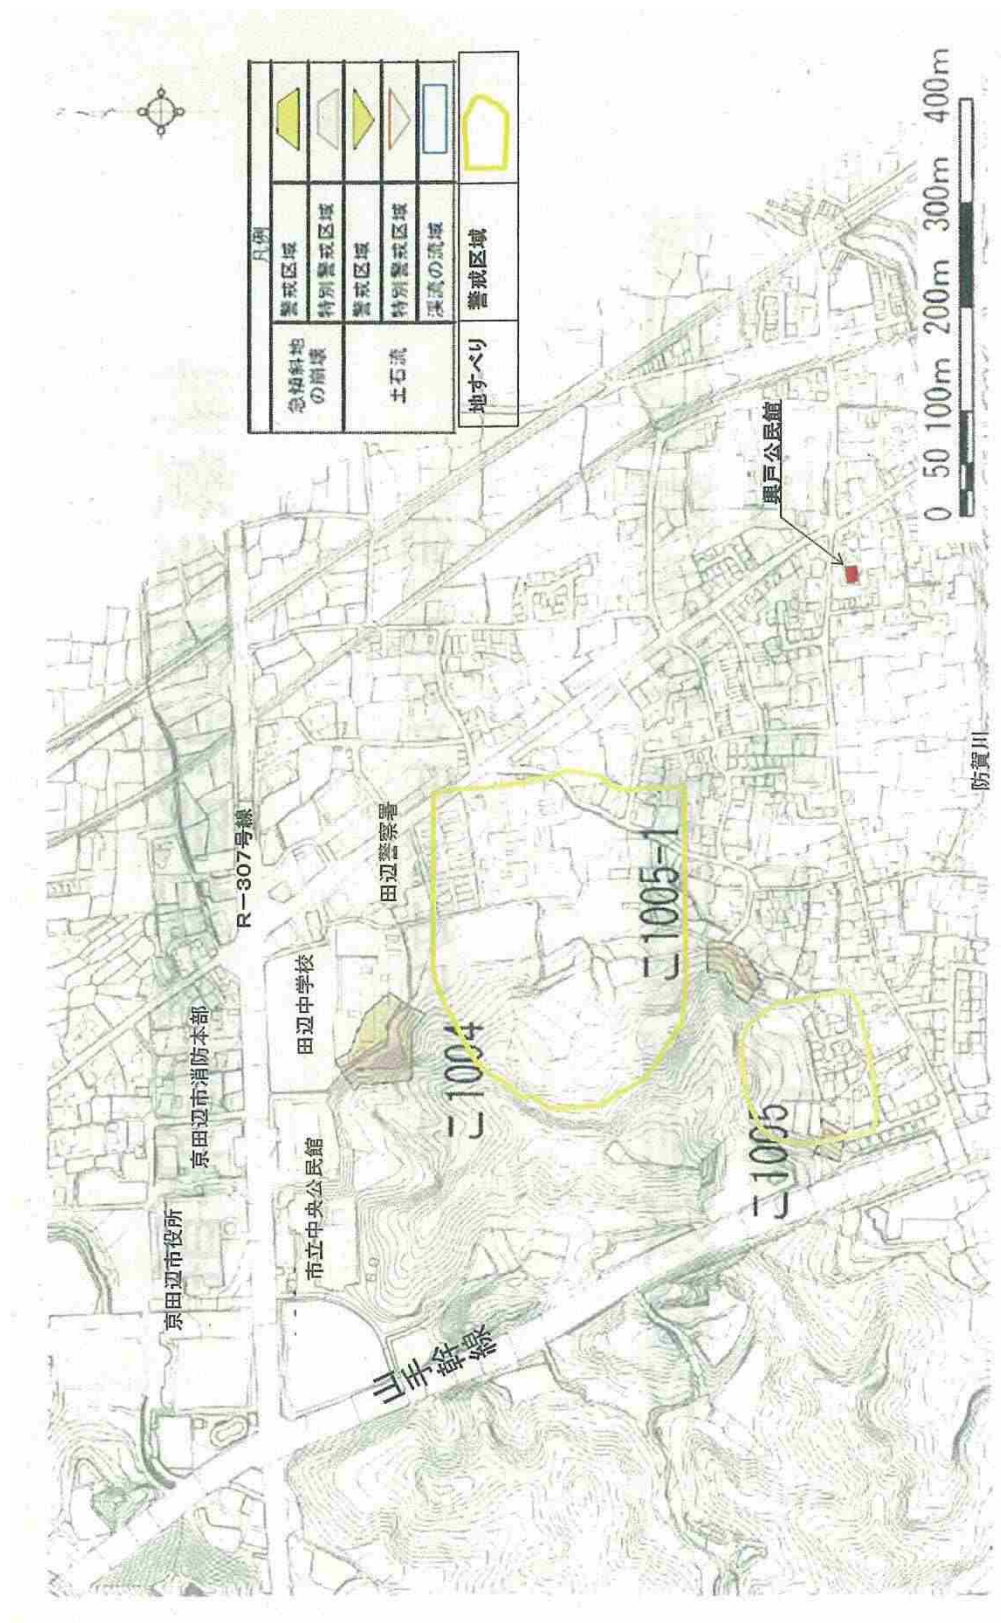 凡例
急傾斜地
の崩壊
警戒区域
特別警戒区域
土石流
警戒区域
特別警戒区域
渓流の流域
地すべり
警戒区域
京田辺市役所
京田辺市消防本部
R-307号線
市立中央公民館
田辺中学校
田辺警察署
山手幹線
こ1004
こ1005-1
こ1005
興戸公民館
防賀川
0 50 100m 200m 300m 400m